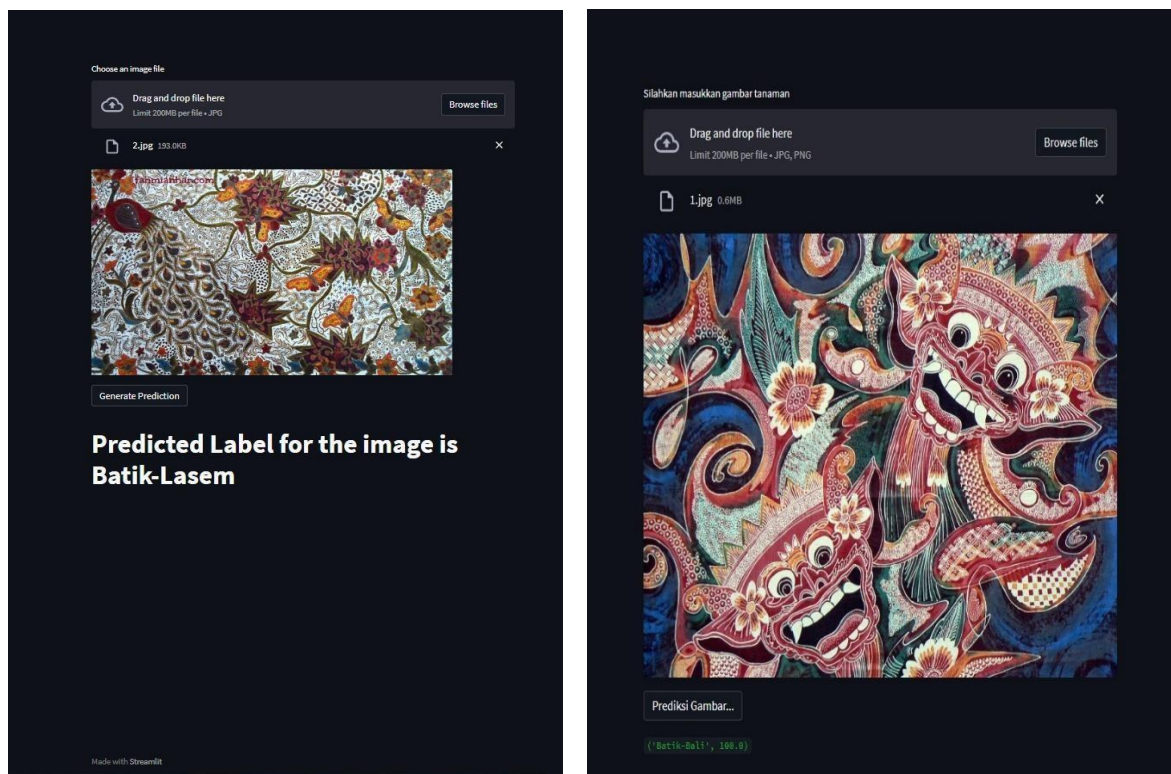 Choose an image file
Drag and drop file here
Limit 200MB per file • JPG
Browse files
2.jpg 193.0KB
fahmianhar.com
Generate Prediction
Predicted Label for the image is
Batik-Lasem
Made with Streamlit
Silahkan masukkan gambar tanaman
Drag and drop file here
Limit 200MB per file • JPG, PNG
Browse files
1.jpg 0.6MB
Prediksi Gambar...
('Batik-Bali', 100.0)